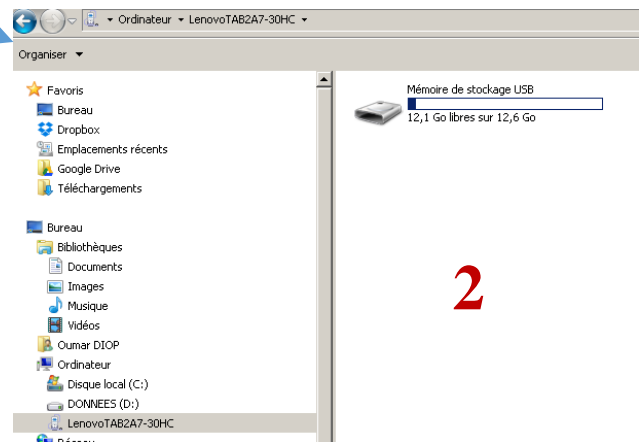 Ordinateur LenovoTAB2A7-30HC
Organiser
Favoris
Bureau
Dropbox
Emplacements récents
Google Drive
Téléchargements
Bureau
Bibliothèques
Documents
Images
Musique
Vidéos
Oumar DIOP
Ordinateur
Disque local (C:)
DONNEES (D:)
LenovoTAB2A7-30HC
Mémoire de stockage USB
12,1 Go libres sur 12,6 Go
2